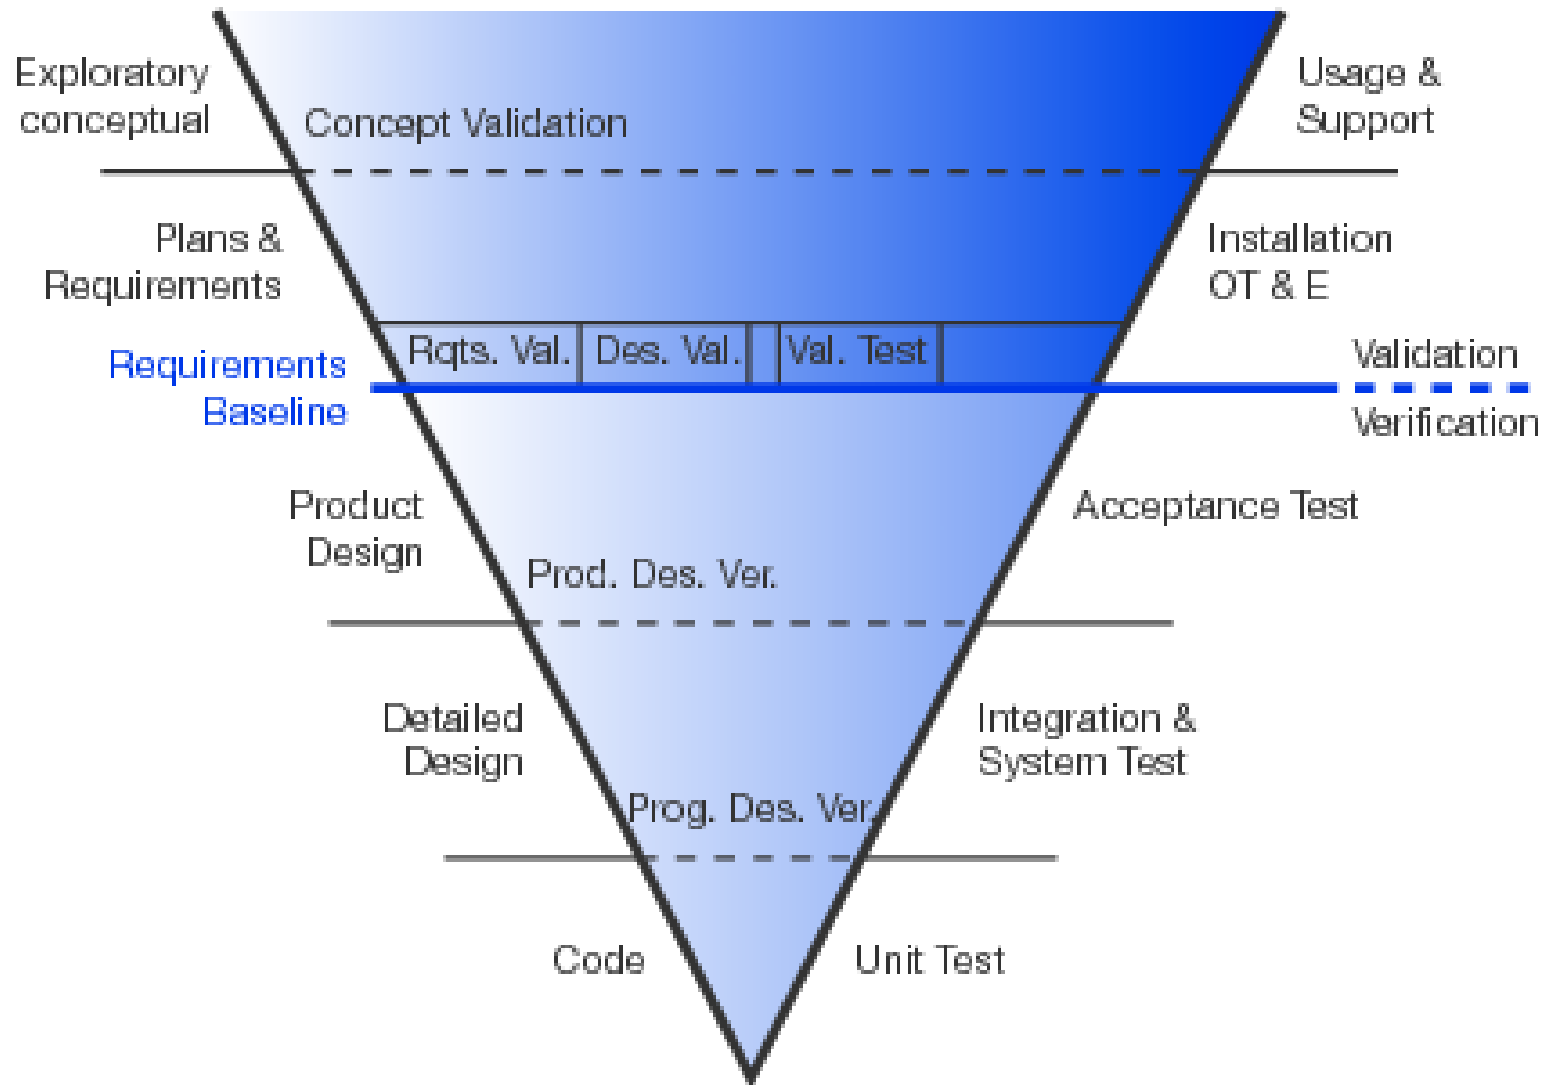 Exploratory
conceptual
Usage &
Support
Concept Validation
Plans &
Requirements
Installation
OT & E
Rqts. Val.
Des. Val.
Val. Test
Requirements
Baseline
Validation
Verification
Product
Design
Acceptance Test
Prod. Des. Ver.
Detailed
Design
Integration &
System Test
Prog. Des. Ver.
Code
Unit Test